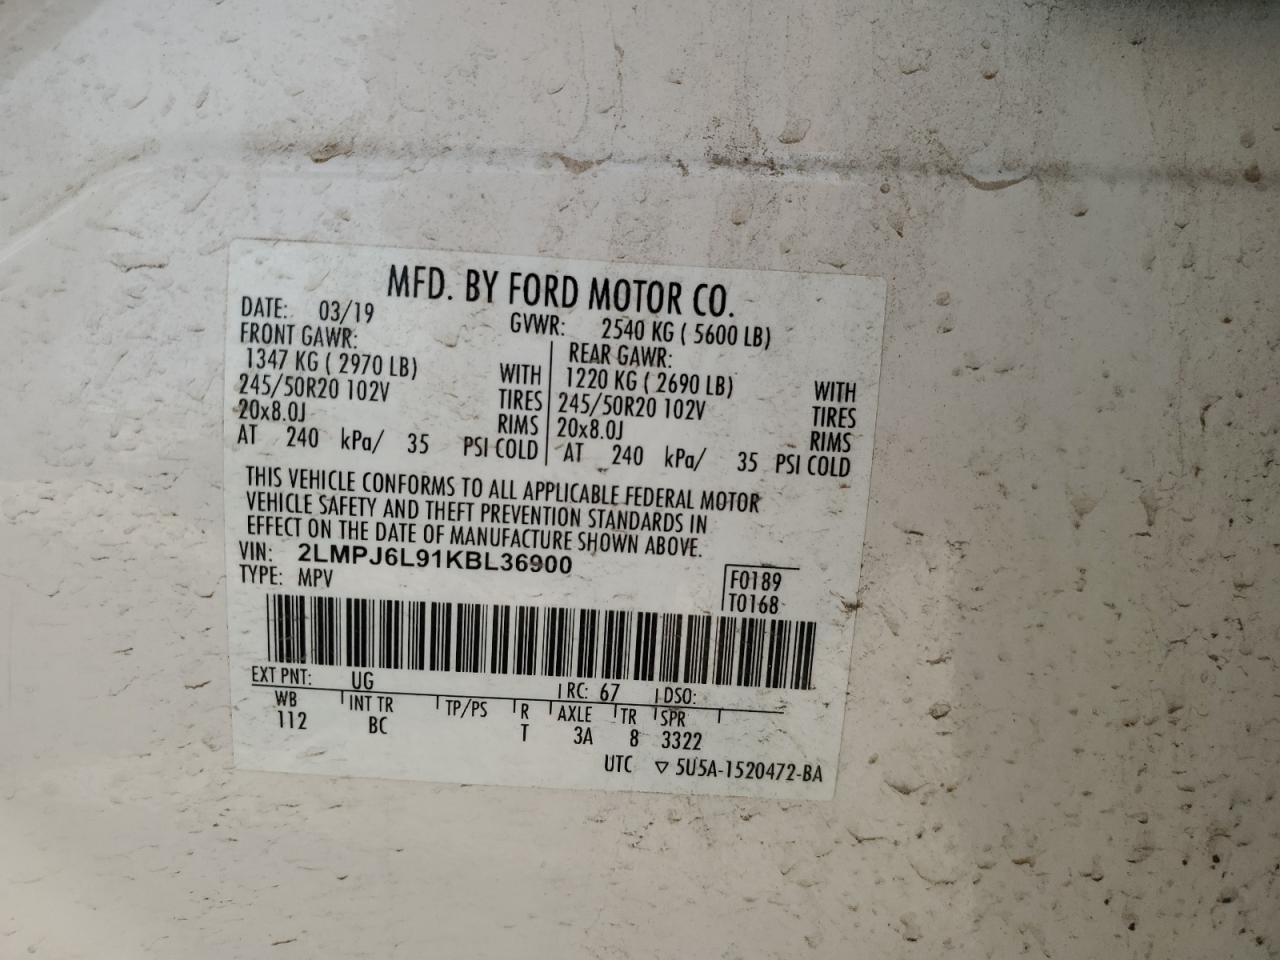 MFD. BY FORD MOTOR CO.
DATE: 03/19 GVWR: 2540 KG ( 5600 LB)
FRONT GAWR: REAR GAWR:
1347 KG ( 2970 LB) WITH 1220 KG ( 2690 LB) WITH
245/50R20 102V TIRES 245/50R20 102V TIRES
20x8.0J RIMS 20x8.0J RIMS
AT 240 kPa/ 35 PSI COLD AT 240 kPa/ 35 PSI COLD
THIS VEHICLE CONFORMS TO ALL APPLICABLE FEDERAL MOTOR
VEHICLE SAFETY AND THEFT PREVENTION STANDARDS IN
EFFECT ON THE DATE OF MANUFACTURE SHOWN ABOVE.
VIN: 2LMPJ6L91KBL36900
TYPE: MPV
F0189
T0168
EXT PNT: UG RC: 67 DSO:
WB INT TR TP/PS R AXLE TR SPR
112 BC T 3A 8 3322
UTC ▽ 5U5A-1520472-BA